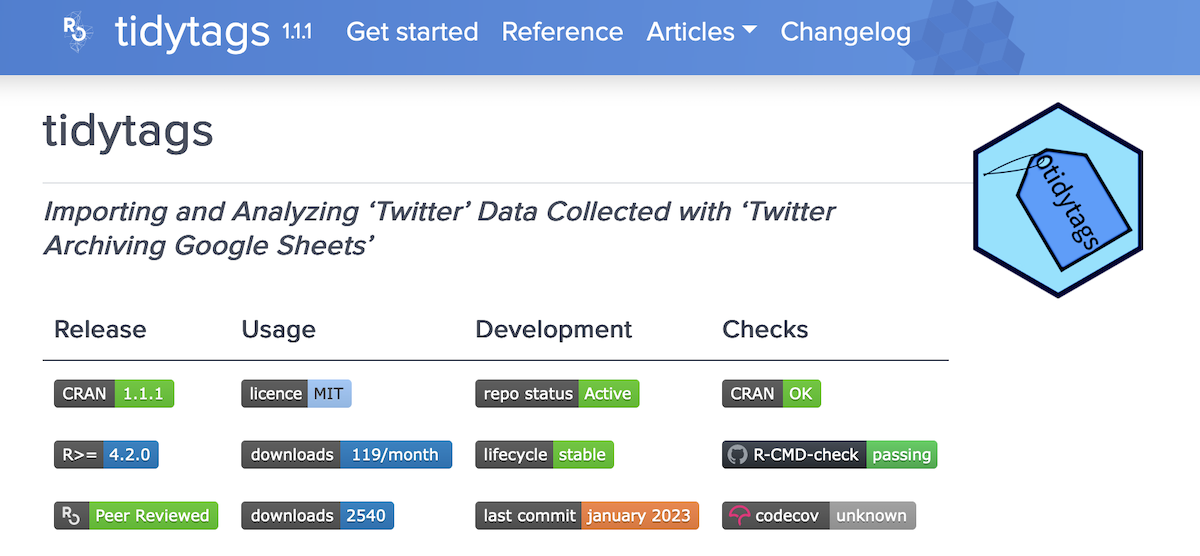 tidytags 1.1.1 Get started Reference Articles Changelog
tidytags
Importing and Analyzing ‘Twitter’ Data Collected with ‘Twitter
Archiving Google Sheets’
tidytags
Release Usage Development Checks
CRAN 1.1.1 licence MIT repo status Active CRAN OK
R>= 4.2.0 downloads 119/month lifecycle stable R-CMD-check passing
Peer Reviewed downloads 2540 last commit january 2023 codecov unknown